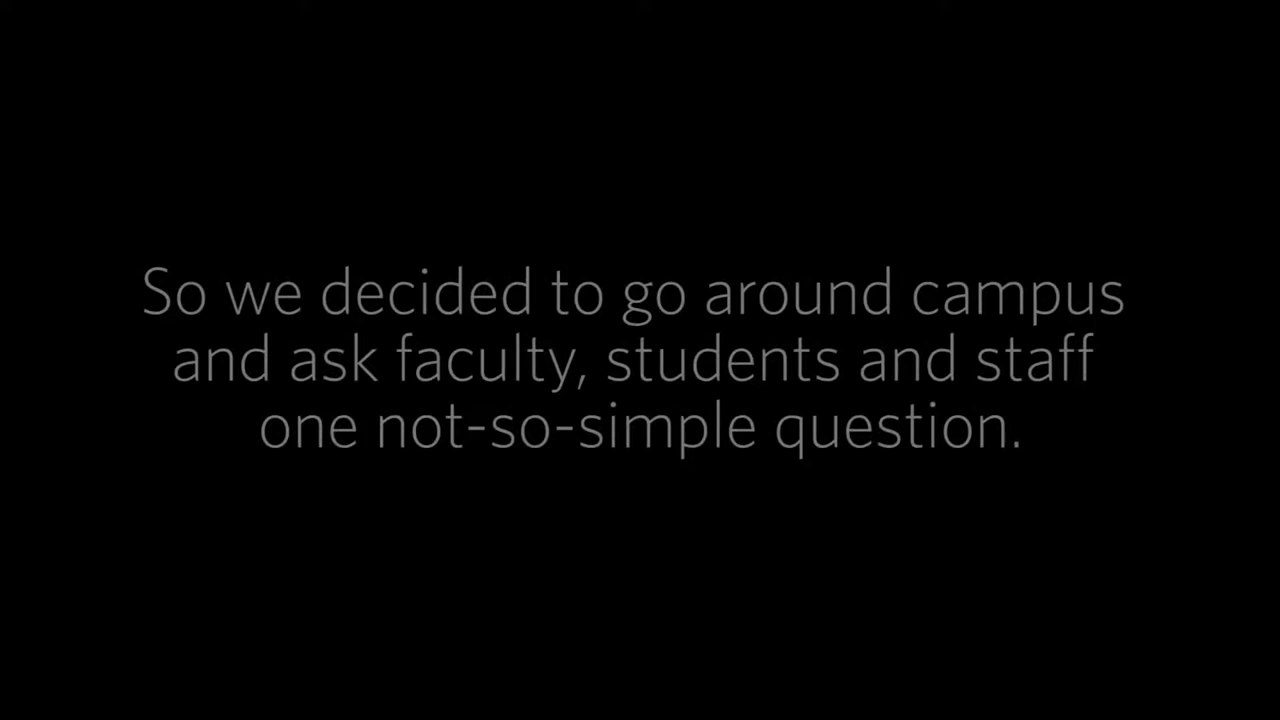 So we decided to go around campus
and ask faculty, students and staff
one not-so-simple question.